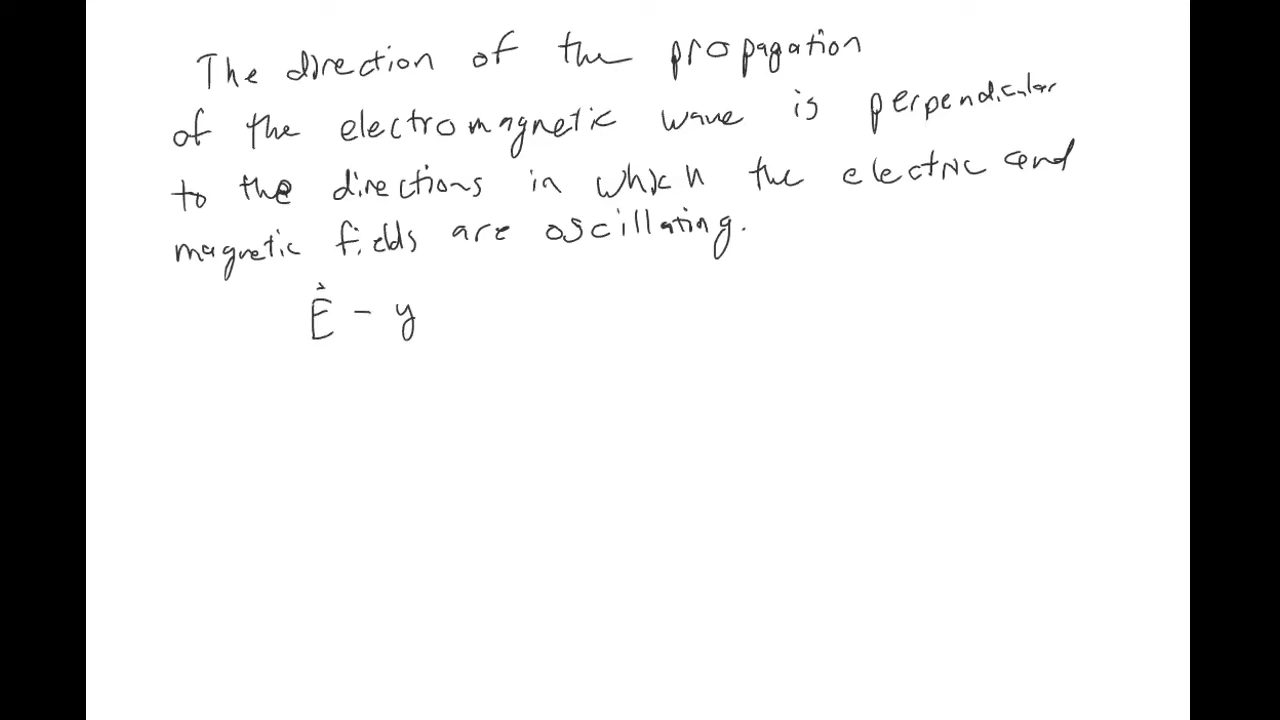 The direction of the propagation
of the electromagnetic wave is perpendicular
to the directions in which the electric and
magnetic fields are oscillating.
E⃗ - y